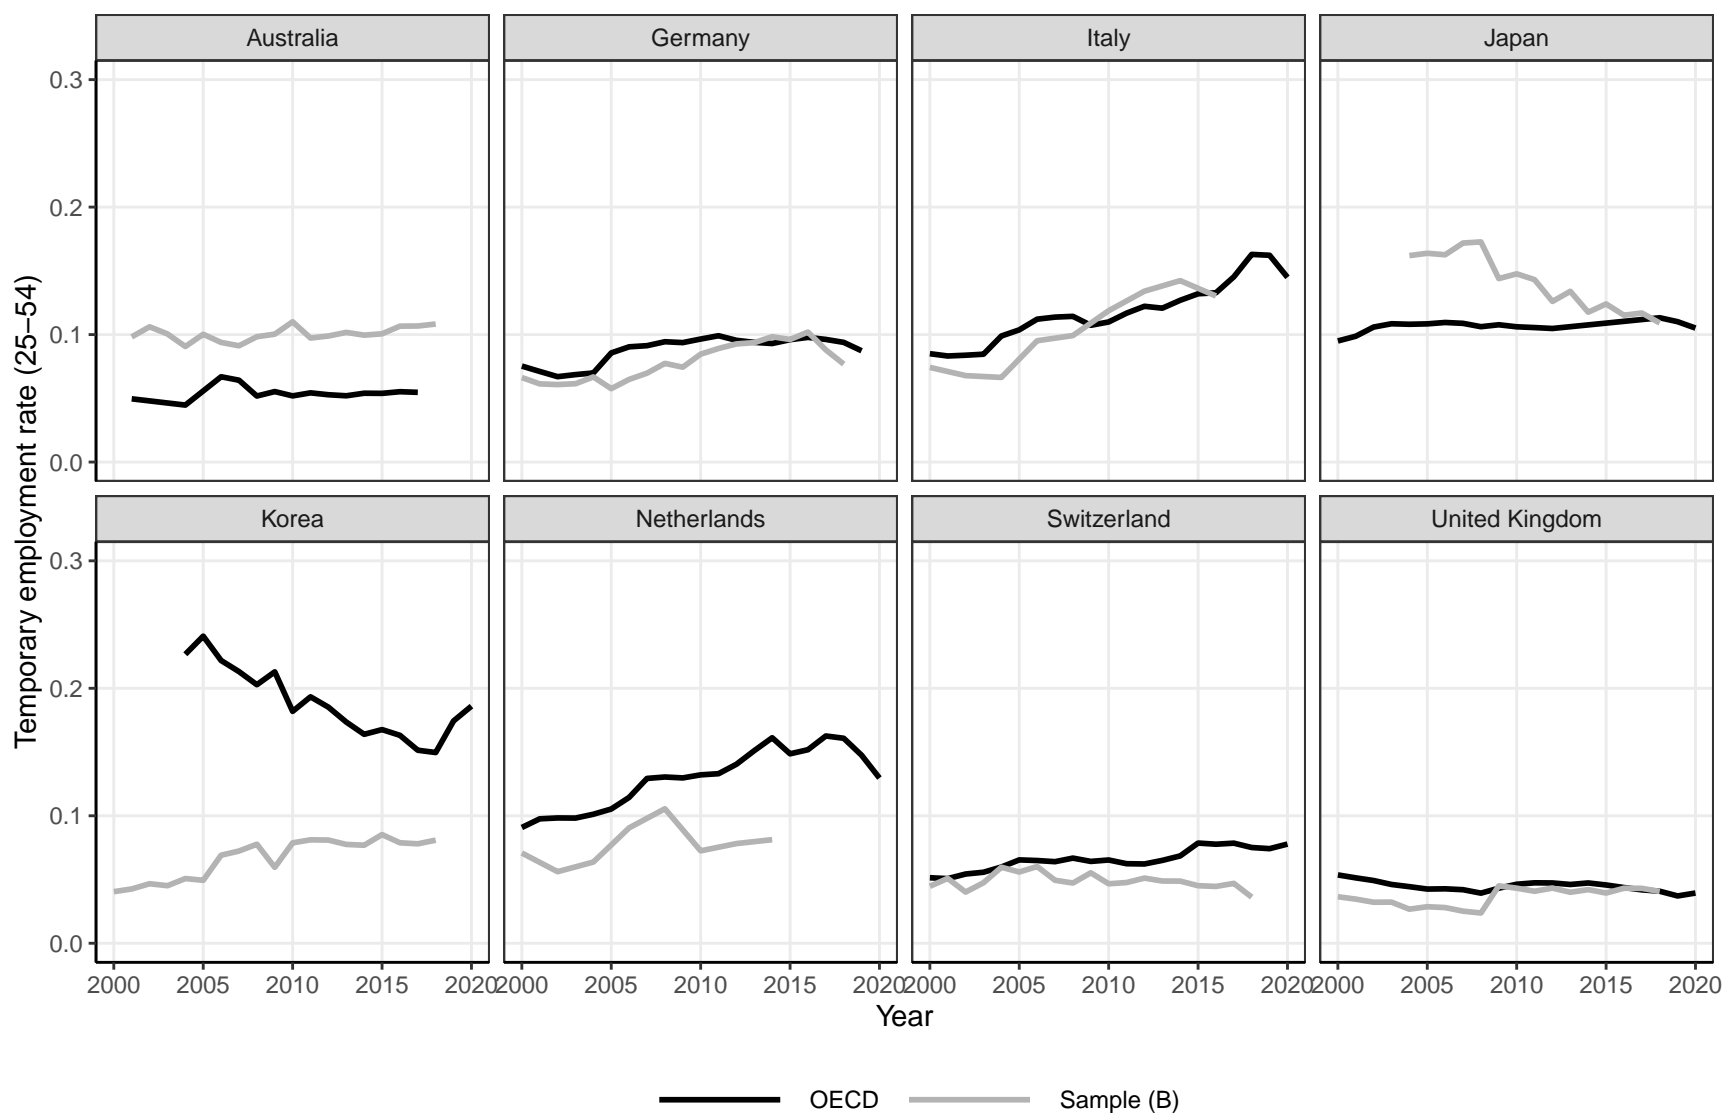 Australia Germany Italy Japan
0.3
0.2
0.1
0.0
Korea Netherlands Switzerland United Kingdom
0.3
0.2
0.1
0.0
2000 2005 2010 2015 2020 2000 2005 2010 2015 2020 2000 2005 2010 2015 2020 2000 2005 2010 2015 2020
Temporary employment rate (25−54)
Year
OECD Sample (B)